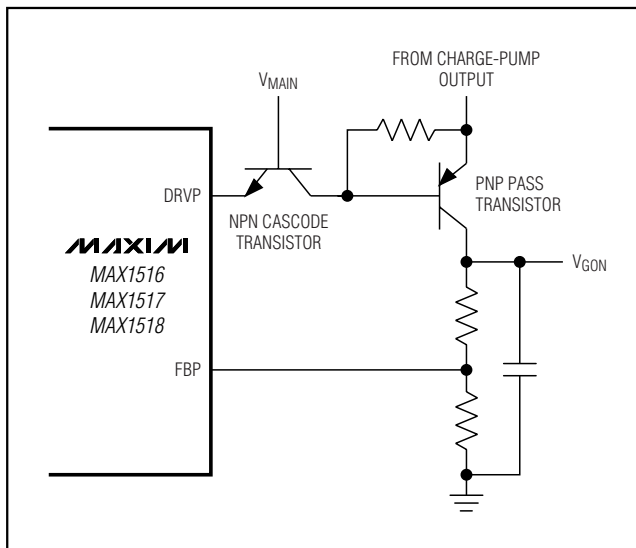 FROM CHARGE-PUMP
OUTPUT
VMAIN
DRVP
NPN CASCODE
TRANSISTOR
PNP PASS
TRANSISTOR
MAXIM
MAX1516
MAX1517
MAX1518
VGON
FBP